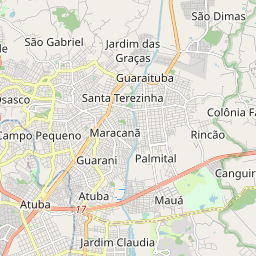 São Dimas
São Gabriel
Jardim das
Graças
Guaraituba
Osasco
Santa Terezinha
Colônia Fa
Campo Pequeno
Maracanã
Rincão
Guarani
Palmital
Canguir
Atuba
Atuba
Mauá
17
Jardim Claudia